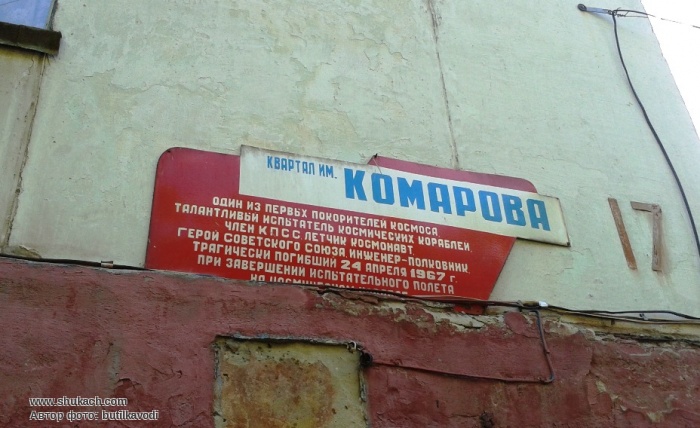 КВАРТАЛ ИМ.
КОМАРОВА
ОДИН ИЗ ПЕРВЫХ ПОКОРИТЕЛЕЙ КОСМОСА
ТАЛАНТЛИВЫЙ ИСПЫТАТЕЛЬ КОСМИЧЕСКИХ КОРАБЛЕЙ,
ЧЛЕН КПСС ЛЕТЧИК КОСМОНАВТ
ГЕРОЙ СОВЕТСКОГО СОЮЗА ИНЖЕНЕР-ПОЛКОВНИК
ТРАГИЧЕСКИ ПОГИБШИЙ 24 АПРЕЛЯ 1967 г.
ПРИ ЗАВЕРШЕНИИ ИСПЫТАТЕЛЬНОГО ПОЛЕТА
НА
17
www.shukach.com
Автор фото: butilkavodi